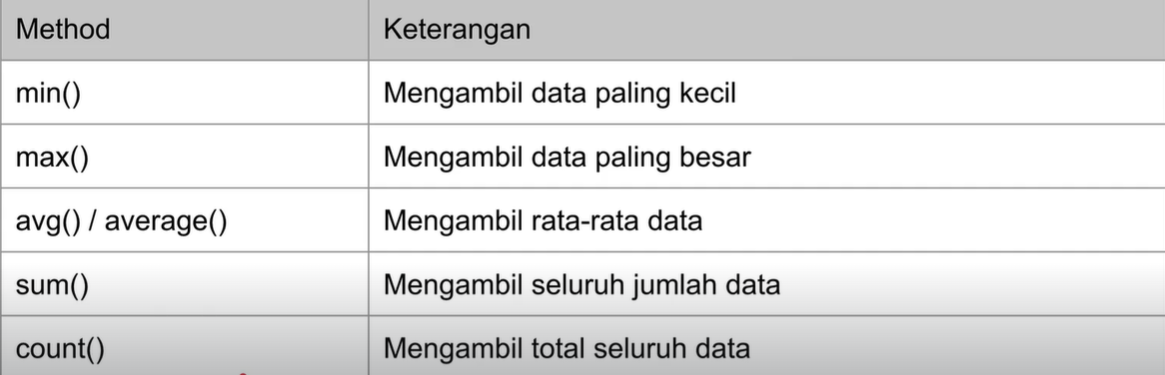 Method Keterangan
min() Mengambil data paling kecil
max() Mengambil data paling besar
avg() / average() Mengambil rata-rata data
sum() Mengambil seluruh jumlah data
count() Mengambil total seluruh data